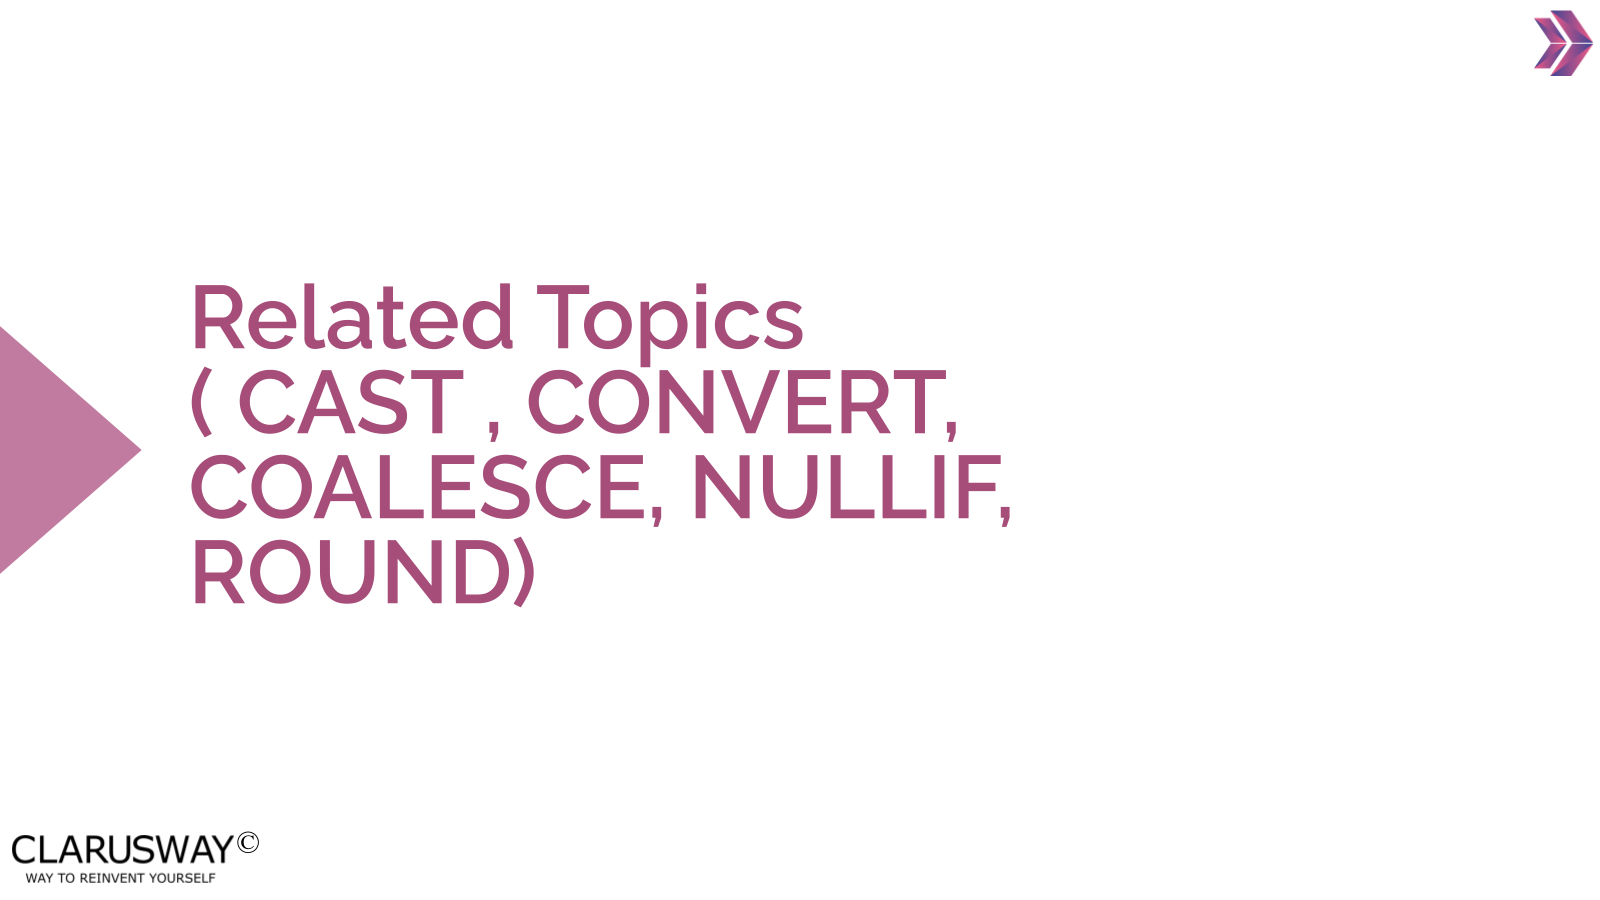 Related Topics
( CAST , CONVERT,
COALESCE, NULLIF,
ROUND)
CLARUSWAY©
WAY TO REINVENT YOURSELF